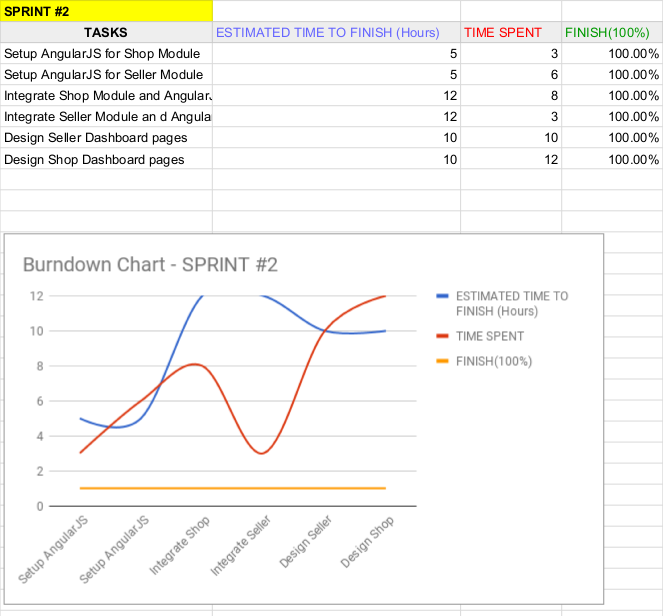 SPRINT #2
TASKS ESTIMATED TIME TO FINISH (Hours) TIME SPENT FINISH(100%)
Setup AngularJS for Shop Module 5 3 100.00%
Setup AngularJS for Seller Module 5 6 100.00%
Integrate Shop Module and Angular 12 8 100.00%
Integrate Seller Module an d Angula 12 3 100.00%
Design Seller Dashboard pages 10 10 100.00%
Design Shop Dashboard pages 10 12 100.00%
Burndown Chart - SPRINT #2
12
10
8
6
4
2
0
Setup AngularJS
Setup AngularJS
Integrate Shop
Integrate Seller
Design Seller
Design Shop
ESTIMATED TIME TO
FINISH (Hours)
TIME SPENT
FINISH(100%)